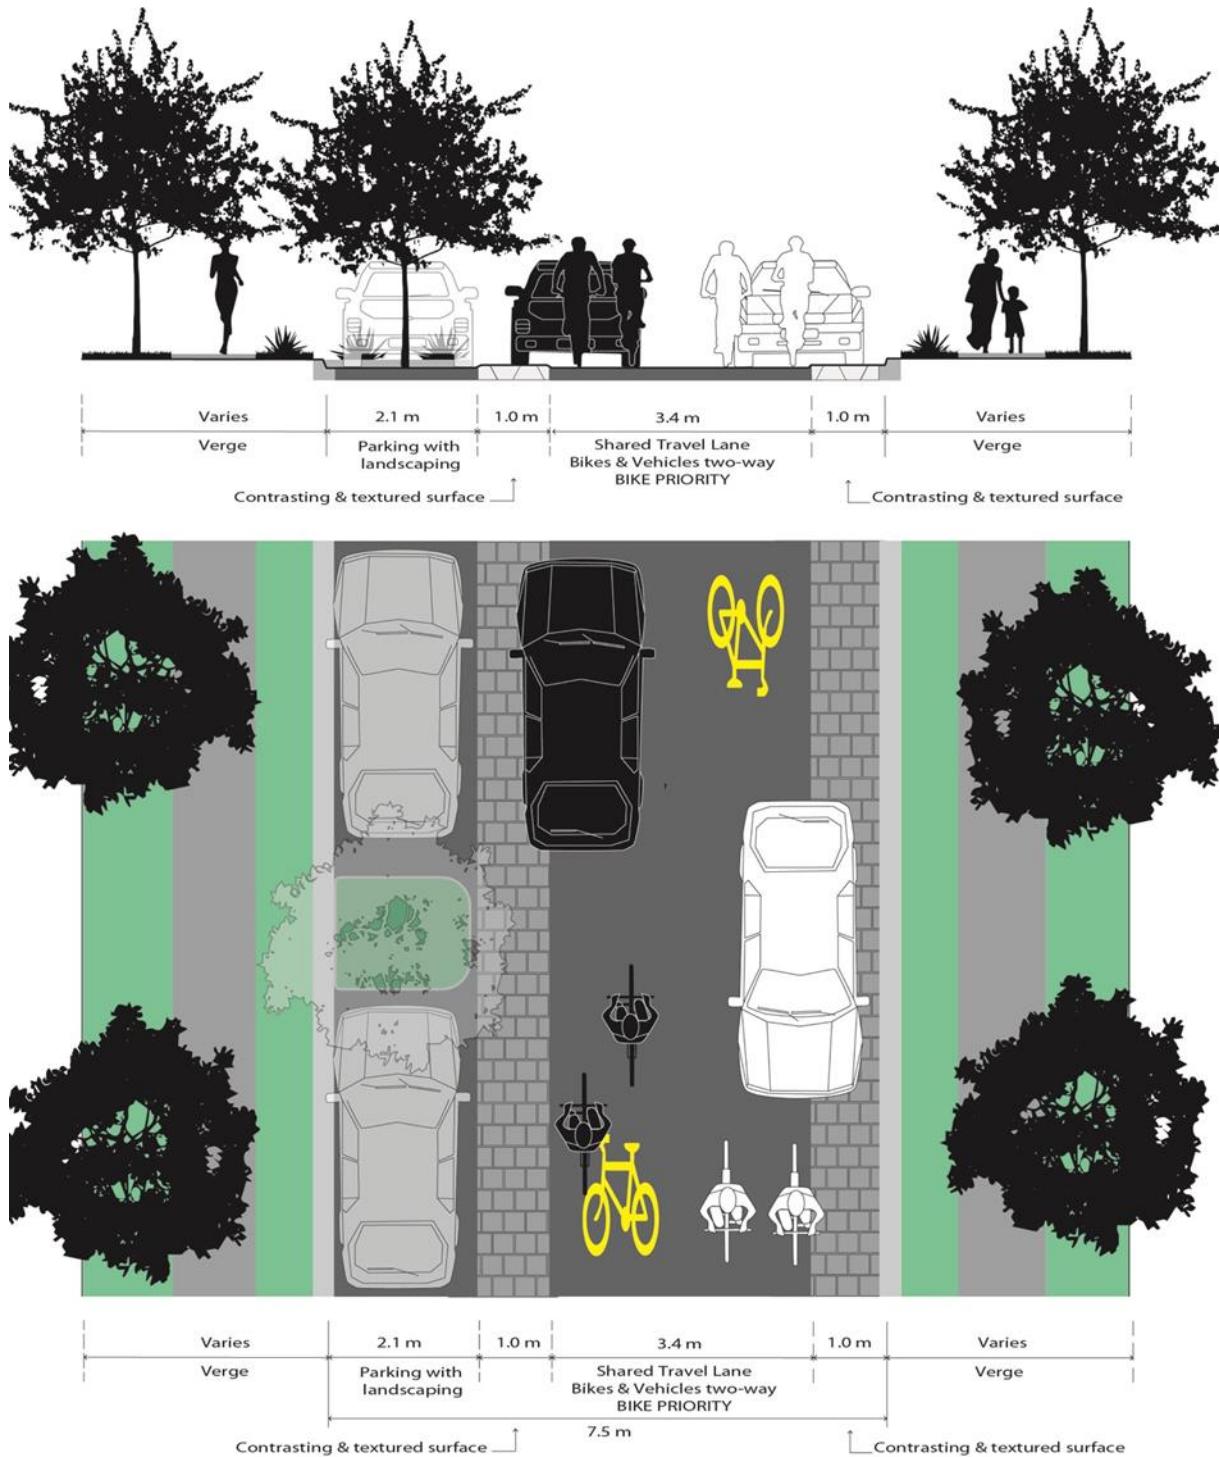 Varies
2.1 m
1.0 m
3.4 m
1.0 m
Varies
Verge
Parking with
landscaping
Shared Travel Lane
Bikes & Vehicles two-way
BIKE PRIORITY
Verge
Contrasting & textured surface
Contrasting & textured surface
Varies
2.1 m
1.0 m
3.4 m
1.0 m
Varies
Verge
Parking with
landscaping
Shared Travel Lane
Bikes & Vehicles two-way
BIKE PRIORITY
Verge
7.5 m
Contrasting & textured surface
Contrasting & textured surface